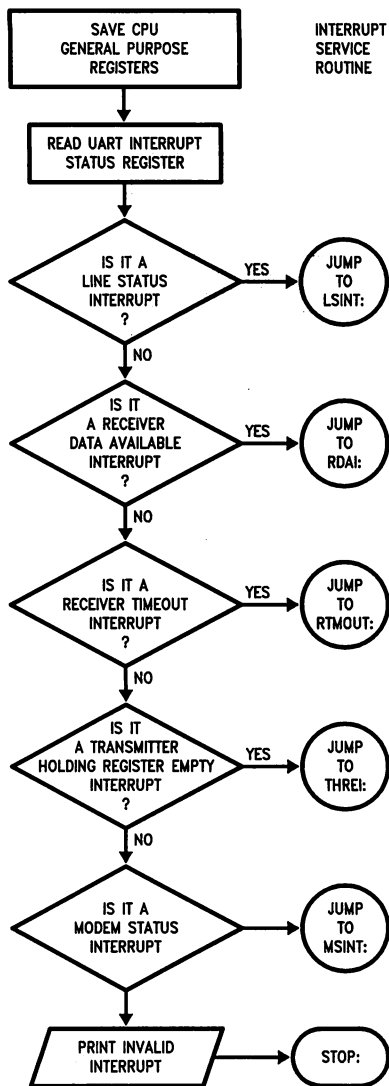 SAVE CPU
GENERAL PURPOSE
REGISTERS
INTERRUPT
SERVICE
ROUTINE
READ UART INTERRUPT
STATUS REGISTER
IS IT A
LINE STATUS
INTERRUPT
?
YES
JUMP
TO
LSINT:
NO
IS IT
A RECEIVER
DATA AVAILABLE
INTERRUPT
?
YES
JUMP
TO
RDAI:
NO
IS IT A
RECEIVER TIMEOUT
INTERRUPT
?
YES
JUMP
TO
RTMOUT:
NO
IS IT
A TRANSMITTER
HOLDING REGISTER EMPTY
INTERRUPT
?
YES
JUMP
TO
THREI:
NO
IS IT A
MODEM STATUS
INTERRUPT
JUMP
TO
MSINT:
PRINT INVALID
INTERRUPT
STOP: